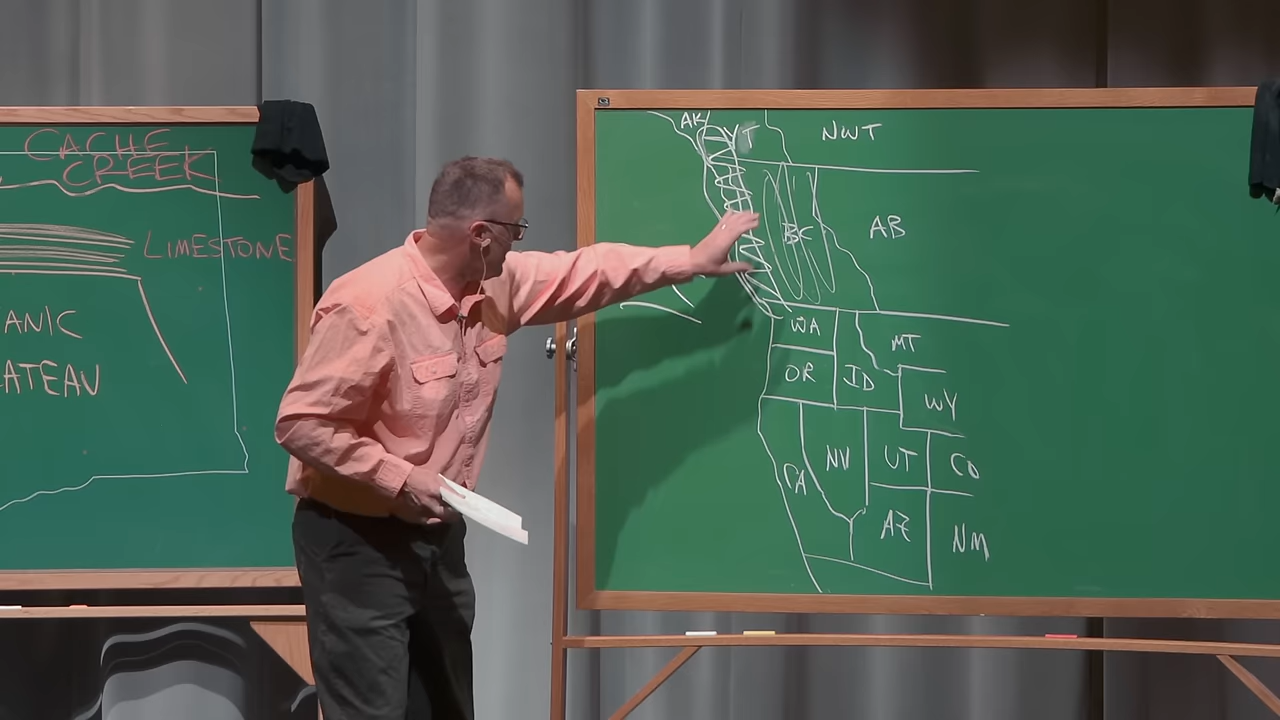 CACHE
CREEK
LIMESTONE
ANIC
ATEAU
AK
YT
NWT
BC
AB
WA
MT
OR
ID
WY
NV
UT
CO
CA
AZ
NM